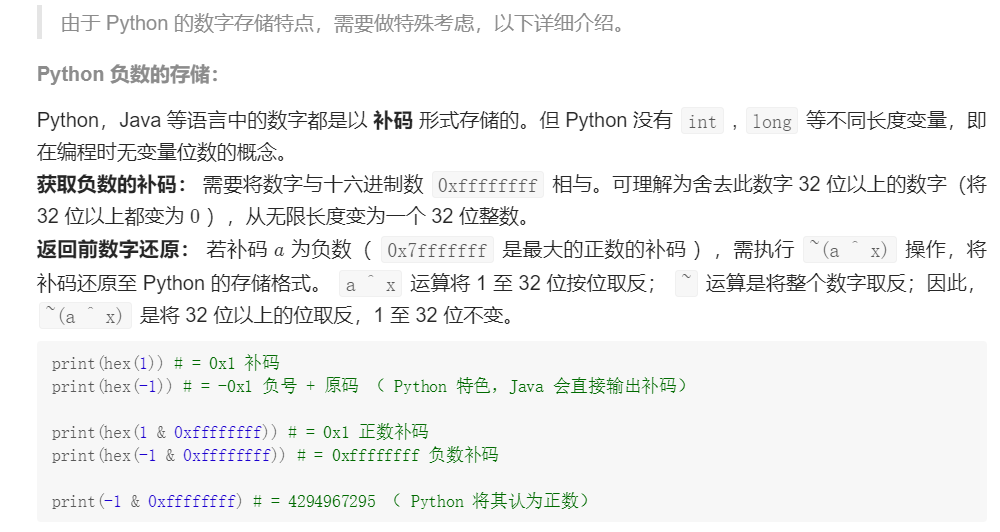 由于 Python 的数字存储特点，需要做特殊考虑，以下详细介绍。
Python 负数的存储：
Python，Java 等语言中的数字都是以 补码 形式存储的。但 Python 没有 int , long 等不同长度变量，即
在编程时无变量位数的概念。
获取负数的补码： 需要将数字与十六进制数 0xffffffff 相与。可理解为舍去此数字 32 位以上的数字（将
32 位以上都变为 0 ），从无限长度变为一个 32 位整数。
返回前数字还原： 若补码 a 为负数（ 0x7fffffff 是最大的正数的补码 ），需执行 ~(a ^ x) 操作，将
补码还原至 Python 的存储格式。 a ^ x 运算将 1 至 32 位按位取反； ~ 运算是将整个数字取反；因此，
~(a ^ x) 是将 32 位以上的位取反，1 至 32 位不变。
print(hex(1)) # = 0x1 补码
print(hex(-1)) # = -0x1 负号 + 原码 （ Python 特色，Java 会直接输出补码）
print(hex(1 & 0xffffffff)) # = 0x1 正数补码
print(hex(-1 & 0xffffffff)) # = 0xffffffff 负数补码
print(-1 & 0xffffffff) # = 4294967295 （ Python 将其认为正数）